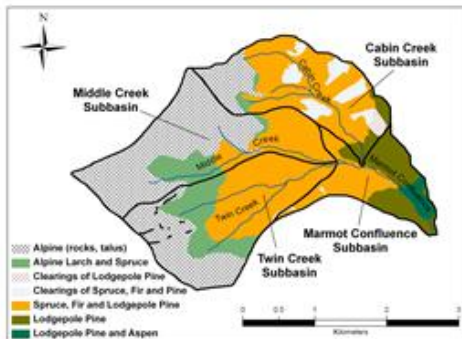 N
Cabin Creek
Subbasin
Middle Creek
Subbasin
Cabin Creek
Middle Creek
Twin Creek
Marmot Creek
Marmot Confluence
Subbasin
Twin Creek
Subbasin
Alpine (rocks, talus)
Alpine Larch and Spruce
Clearings of Lodgepole Pine
Clearings of Spruce, Fir and Pine
Spruce, Fir and Lodgepole Pine
Lodgepole Pine
Lodgepole Pine and Aspen
0 0.5 1 2 3
Kilometers